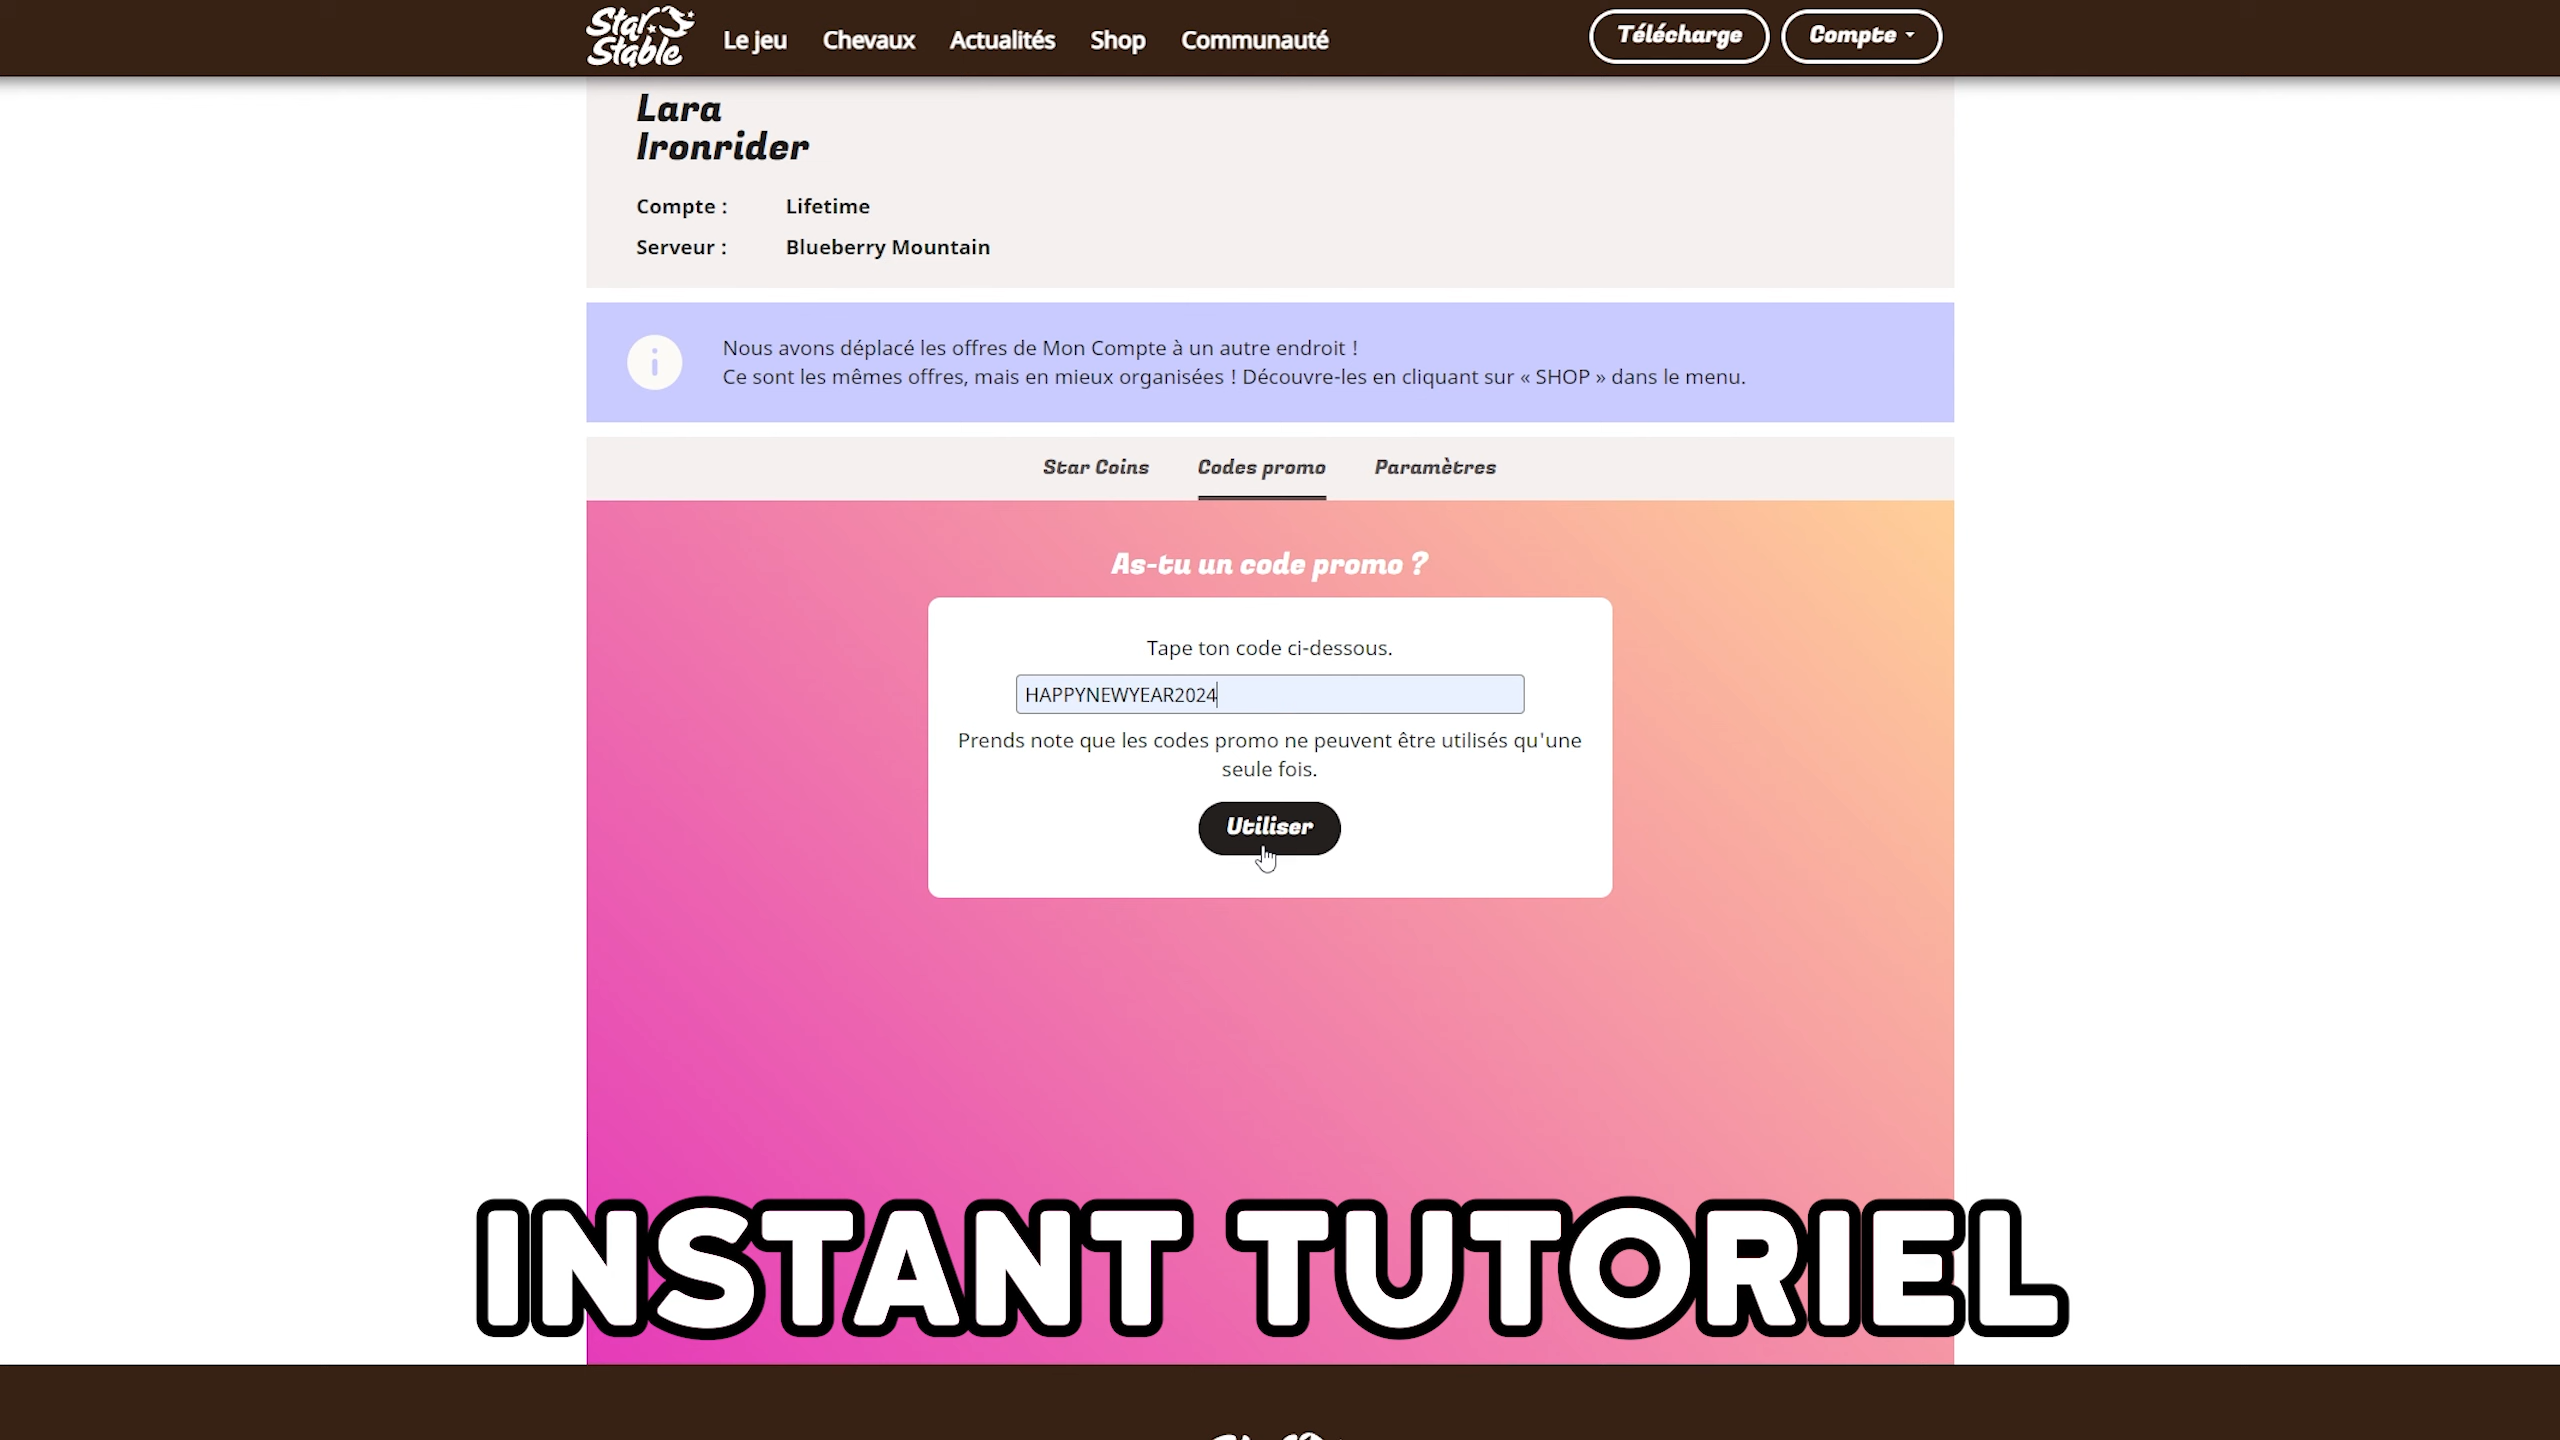 Star Stable
Le jeu
Chevaux
Actualités
Shop
Communauté
Télécharge
Compte
Lara
Ironrider
Compte : Lifetime
Serveur : Blueberry Mountain
Nous avons déplacé les offres de Mon Compte à un autre endroit !
Ce sont les mêmes offres, mais en mieux organisées ! Découvre-les en cliquant sur « SHOP » dans le menu.
Star Coins
Codes promo
Paramètres
As-tu un code promo ?
Tape ton code ci-dessous.
HAPPYNEWYEAR2024
Prends note que les codes promo ne peuvent être utilisés qu'une
seule fois.
Utiliser
INSTANT TUTORIEL